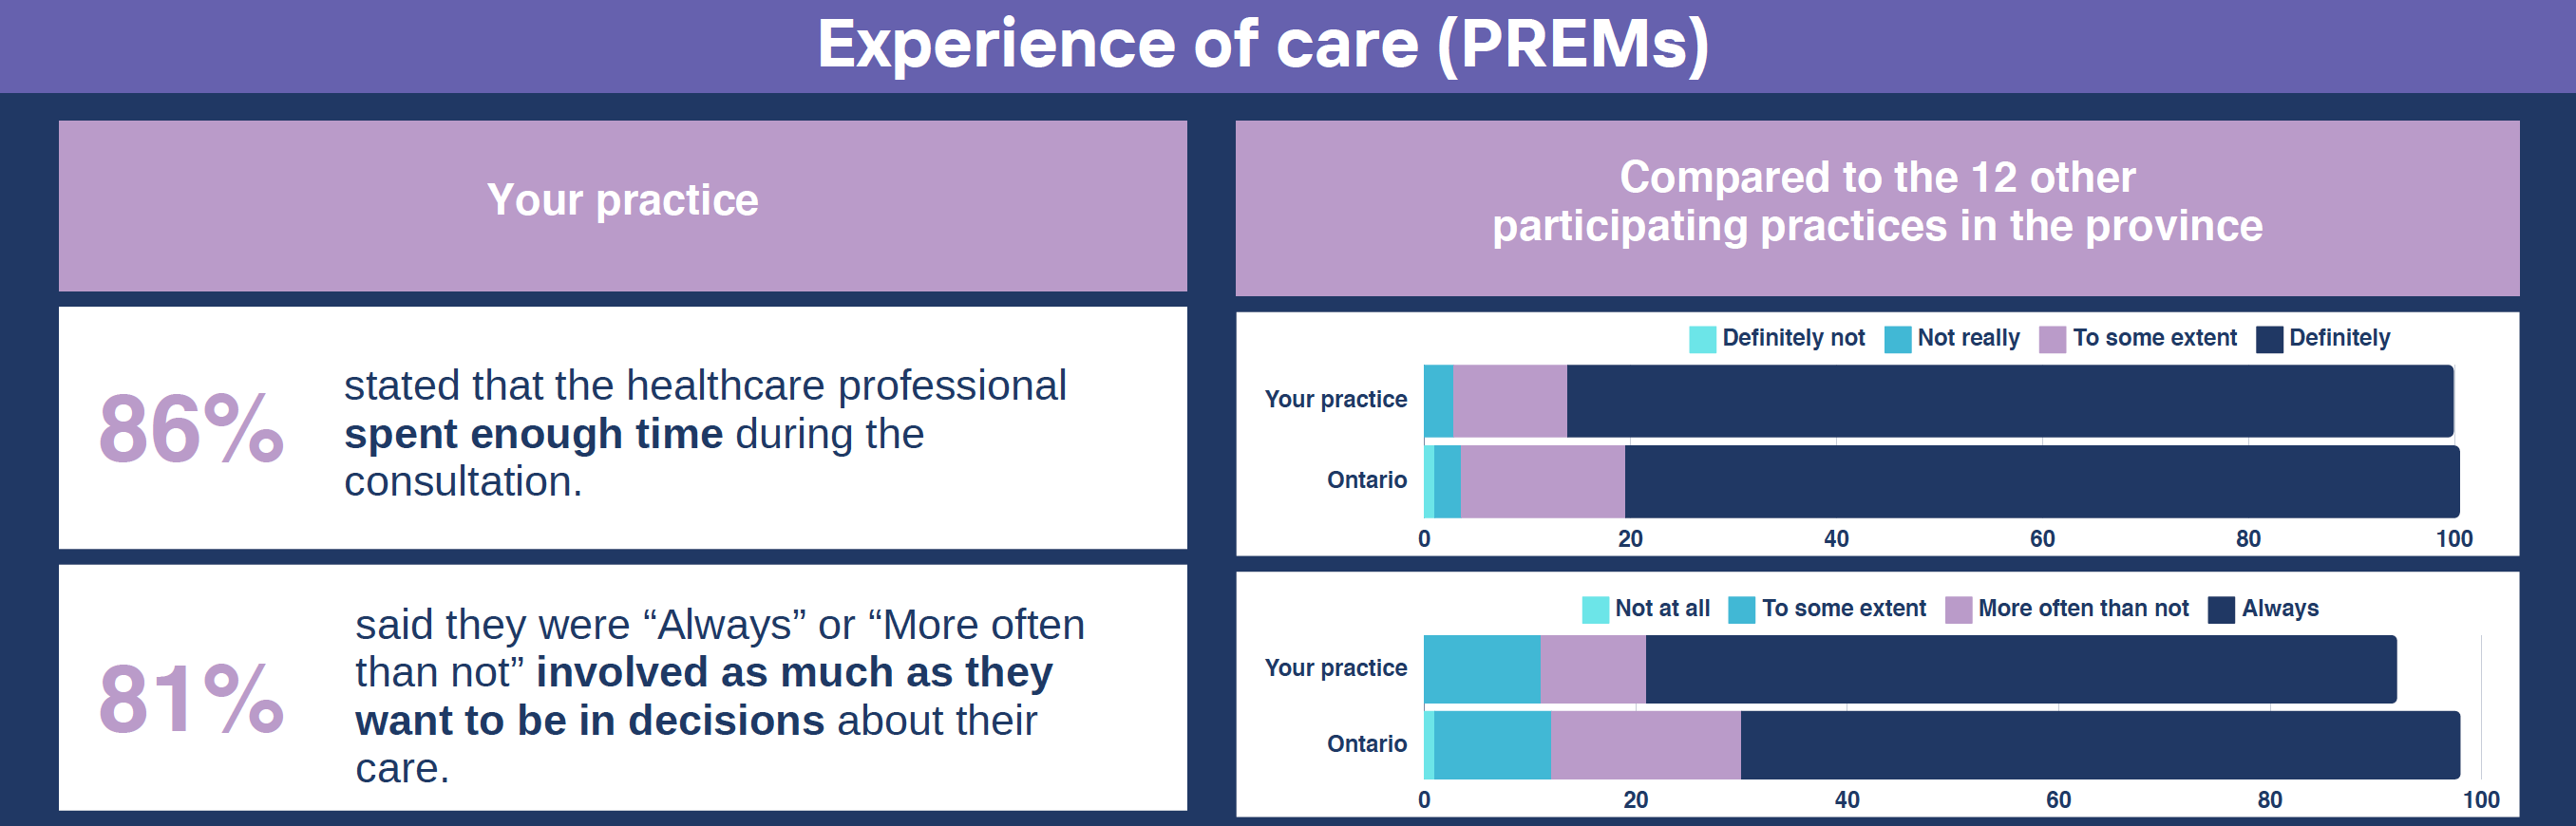 Experience of care (PREMs)
Your practice
Compared to the 12 other
participating practices in the province
86%
stated that the healthcare professional
spent enough time during the
consultation.
Definitely not Not really To some extent Definitely
Your practice
Ontario
0 20 40 60 80 100
81%
said they were “Always” or “More often
than not” involved as much as they
want to be in decisions about their
care.
Not at all To some extent More often than not Always
Your practice
Ontario
0 20 40 60 80 100